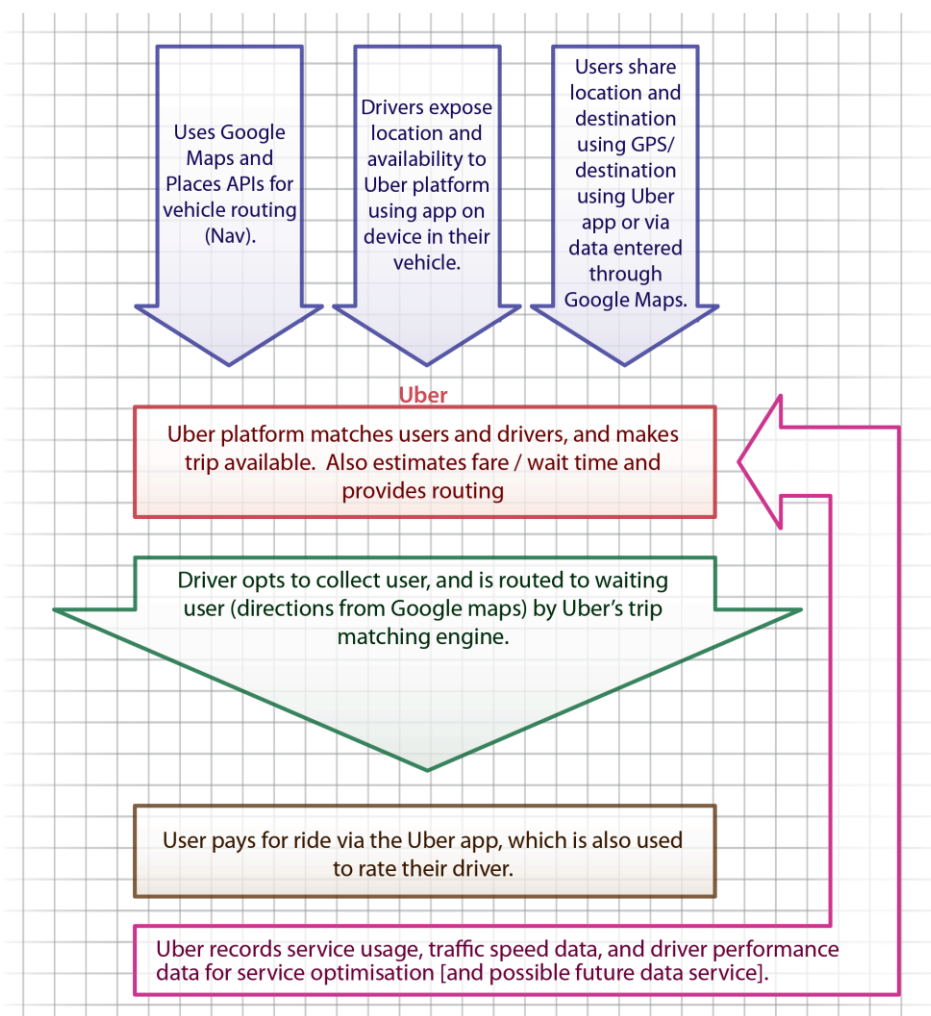 Uses Google
Maps and
Places APIs for
vehicle routing
(Nav).
Drivers expose
location and
availability to
Uber platform
using app on
device in their
vehicle.
Users share
location and
destination
using GPS/
destination
using Uber
app or via
data entered
through
Google Maps.
Uber
Uber platform matches users and drivers, and makes
trip available. Also estimates fare / wait time and
provides routing
Driver opts to collect user, and is routed to waiting
user (directions from Google maps) by Uber's trip
matching engine.
User pays for ride via the Uber app, which is also used
to rate their driver.
Uber records service usage, traffic speed data, and driver performance
data for service optimisation [and possible future data service].